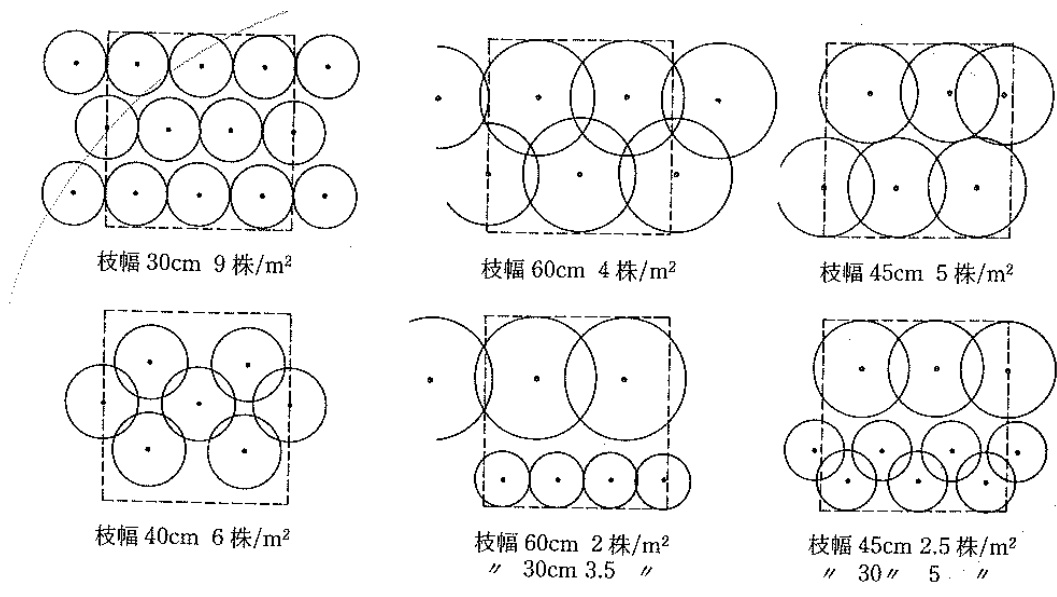 枝幅 30cm 9 株/m²
枝幅 60cm 4 株/m²
枝幅 45cm 5 株/m²
枝幅 40cm 6 株/m²
枝幅 60cm 2 株/m²
〃 30cm 3.5 〃
枝幅 45cm 2.5 株/m²
〃 30〃 5 〃